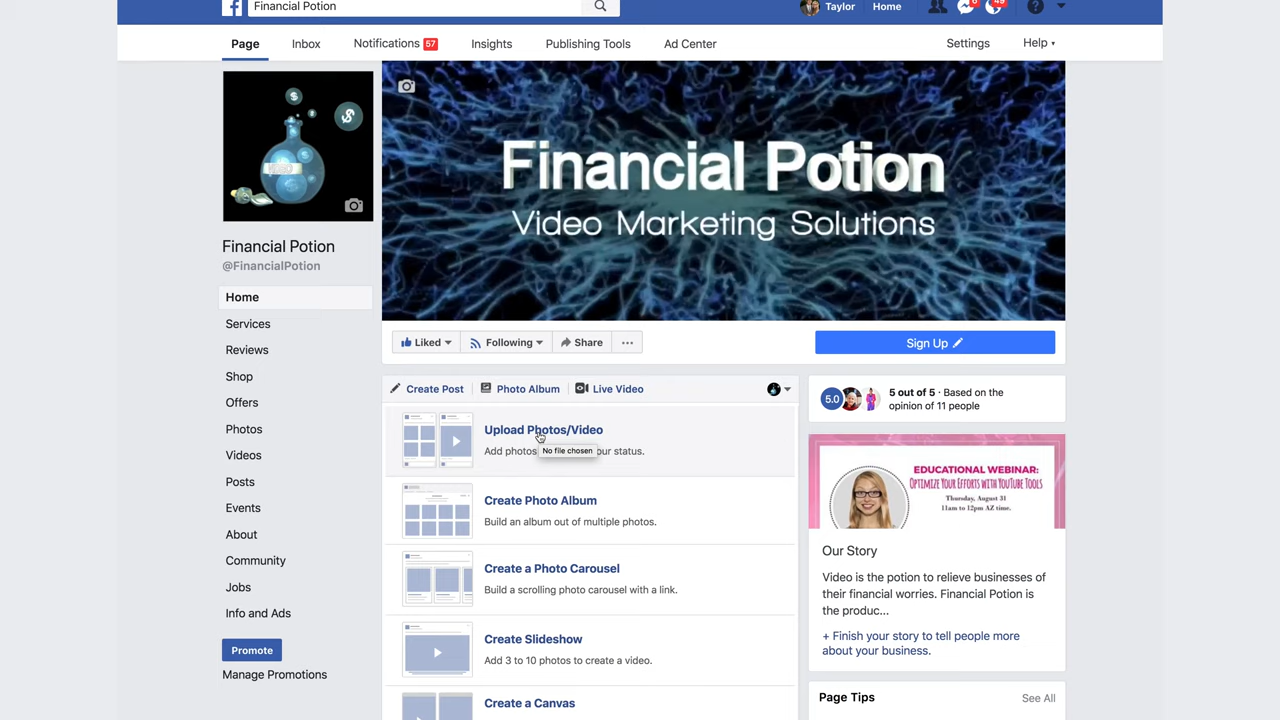 Financial Potion
Taylor Home 6 49
Page Inbox Notifications 57 Insights Publishing Tools Ad Center Settings Help
Financial Potion
Video Marketing Solutions
Financial Potion
@FinancialPotion
Home
Services
Reviews
Shop
Offers
Photos
Videos
Posts
Events
About
Community
Jobs
Info and Ads
Promote
Manage Promotions
Liked Following Share ...
Sign Up
Create Post Photo Album Live Video
Upload Photos/Video
Add photos our status.
No file chosen
Create Photo Album
Build an album out of multiple photos.
Create a Photo Carousel
Build a scrolling photo carousel with a link.
Create Slideshow
Add 3 to 10 photos to create a video.
Create a Canvas
5.0 5 out of 5 · Based on the
opinion of 11 people
EDUCATIONAL WEBINAR:
OPTIMIZE YOUR EFFORTS WITH YOUTUBE TOOLS
Thursday, August 31
11am to 12pm AZ time.
Our Story
Video is the potion to relieve businesses of
their financial worries. Financial Potion is
the produc...
+ Finish your story to tell people more
about your business.
Page Tips See All